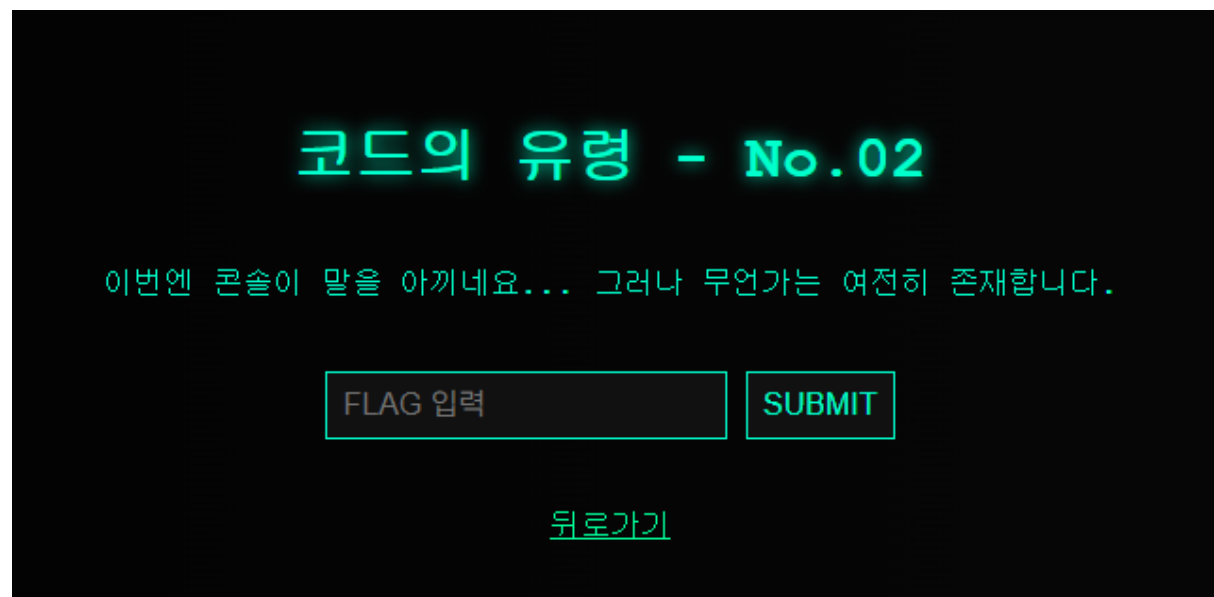 코드의 유령 - No.02
이번엔 콘솔이 말을 아끼네요... 그러나 무언가는 여전히 존재합니다.
FLAG 입력 SUBMIT
뒤로가기